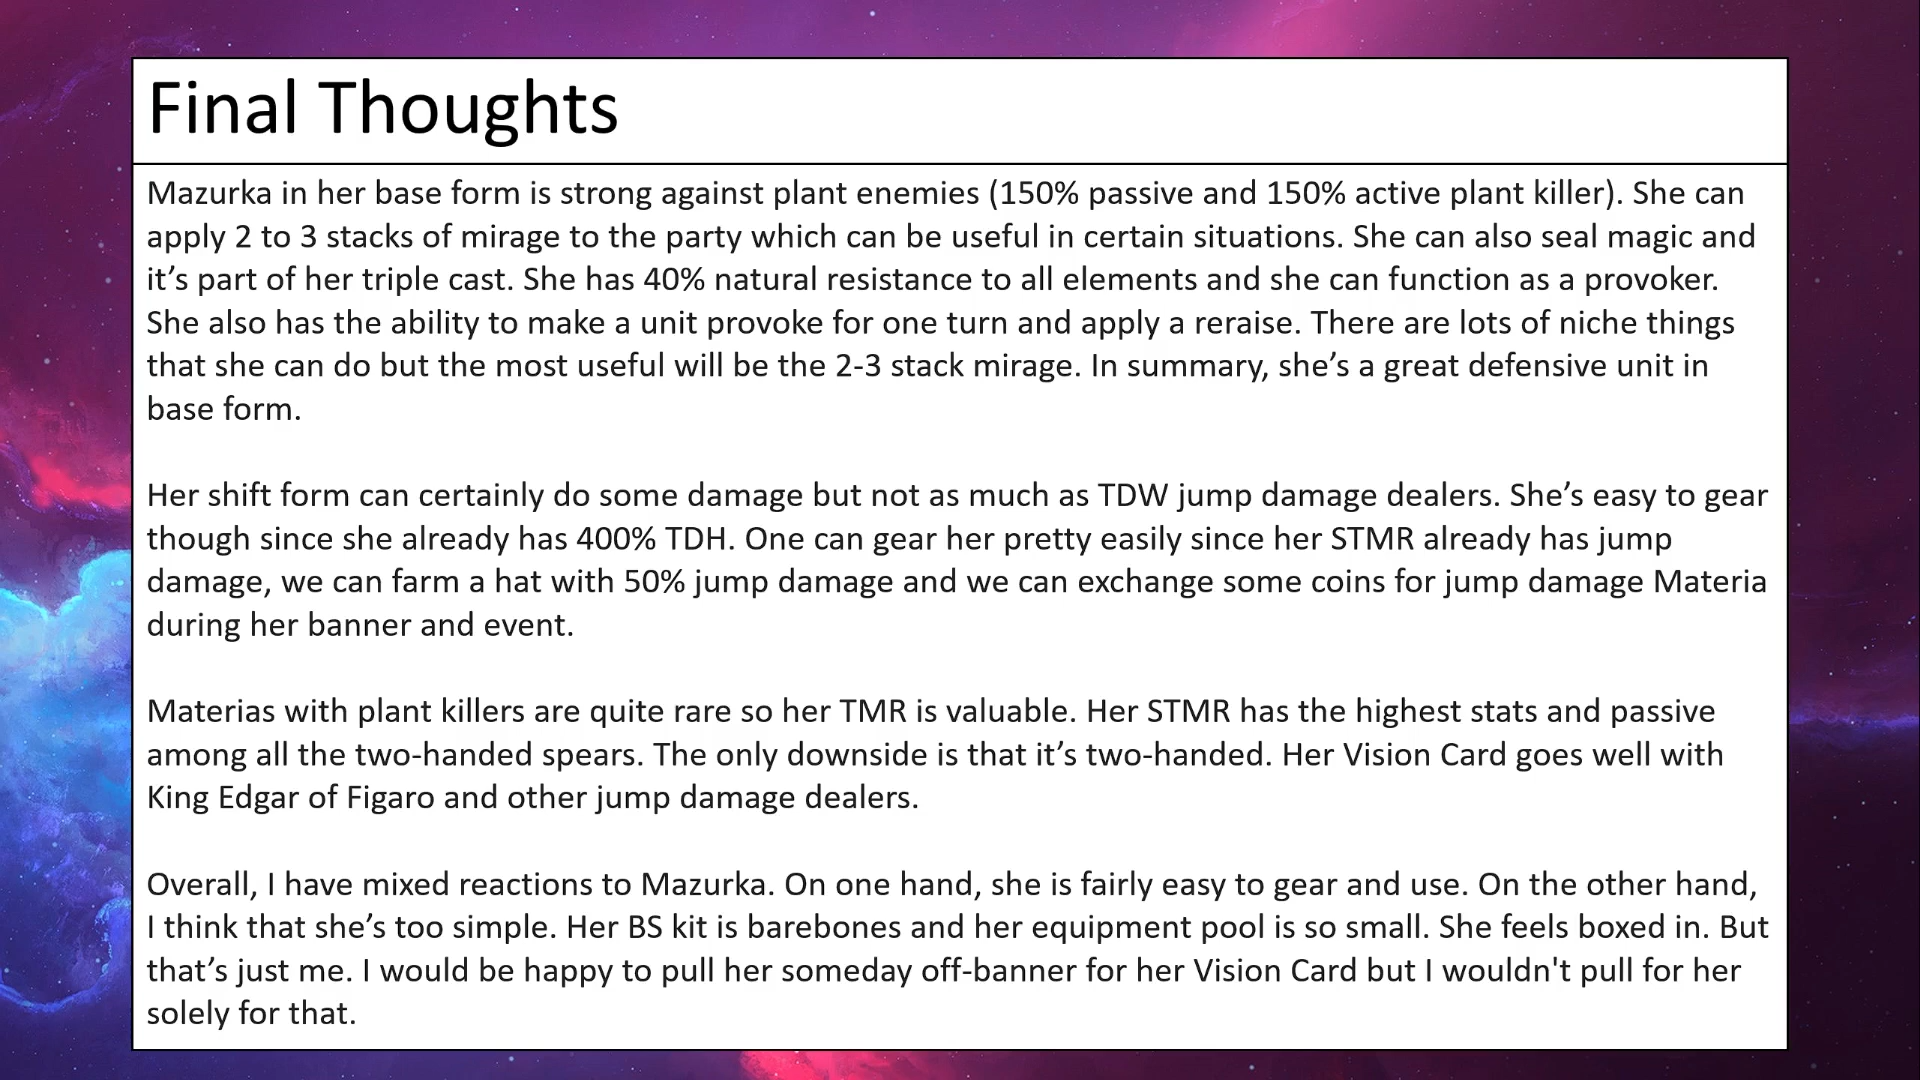 Final Thoughts
Mazurka in her base form is strong against plant enemies (150% passive and 150% active plant killer). She can
apply 2 to 3 stacks of mirage to the party which can be useful in certain situations. She can also seal magic and
it’s part of her triple cast. She has 40% natural resistance to all elements and she can function as a provoker.
She also has the ability to make a unit provoke for one turn and apply a reraise. There are lots of niche things
that she can do but the most useful will be the 2-3 stack mirage. In summary, she’s a great defensive unit in
base form.
Her shift form can certainly do some damage but not as much as TDW jump damage dealers. She’s easy to gear
though since she already has 400% TDH. One can gear her pretty easily since her STMR already has jump
damage, we can farm a hat with 50% jump damage and we can exchange some coins for jump damage Materia
during her banner and event.
Materias with plant killers are quite rare so her TMR is valuable. Her STMR has the highest stats and passive
among all the two-handed spears. The only downside is that it’s two-handed. Her Vision Card goes well with
King Edgar of Figaro and other jump damage dealers.
Overall, I have mixed reactions to Mazurka. On one hand, she is fairly easy to gear and use. On the other hand,
I think that she’s too simple. Her BS kit is barebones and her equipment pool is so small. She feels boxed in. But
that’s just me. I would be happy to pull her someday off-banner for her Vision Card but I wouldn't pull for her
solely for that.